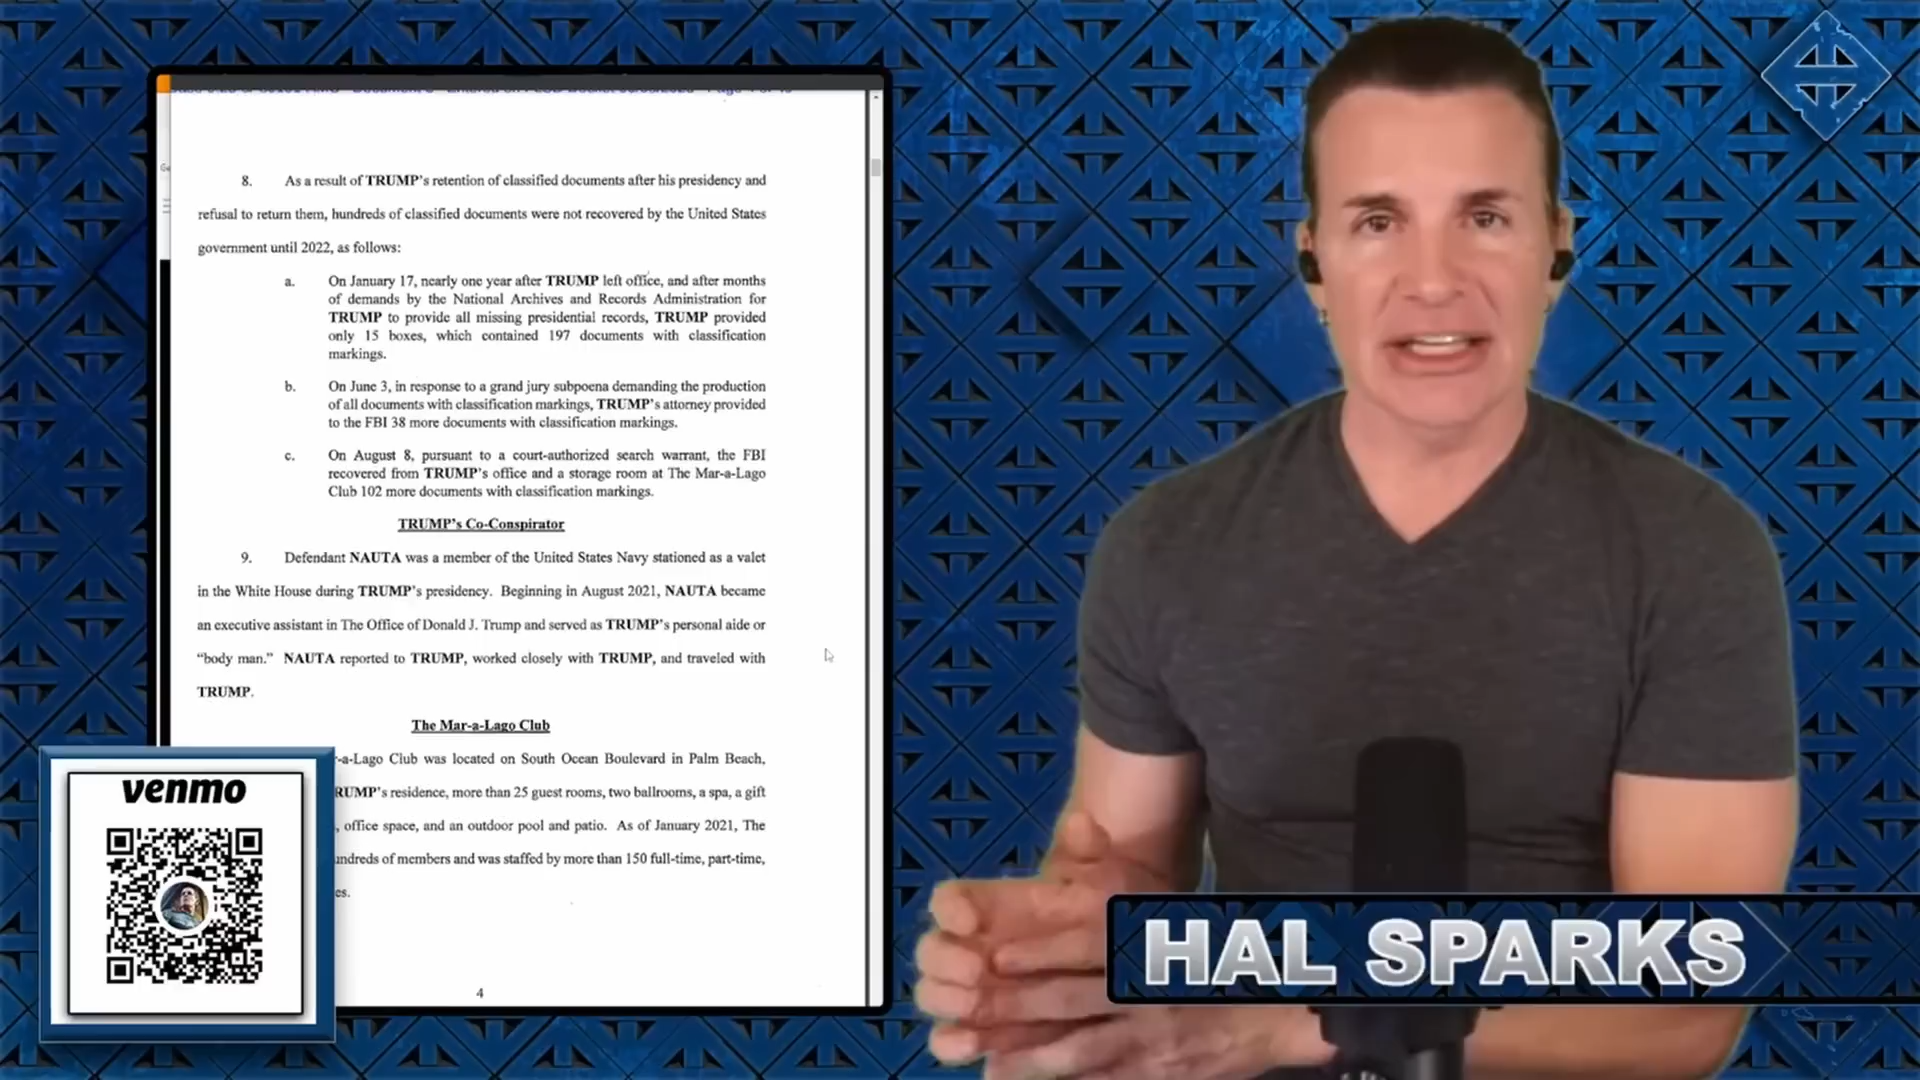 8. As a result of TRUMP's retention of classified documents after his presidency and
refusal to return them, hundreds of classified documents were not recovered by the United States
government until 2022, as follows:
a. On January 17, nearly one year after TRUMP left office, and after months
of demands by the National Archives and Records Administration for
TRUMP to provide all missing presidential records, TRUMP provided
only 15 boxes, which contained 197 documents with classification
markings.
b. On June 3, in response to a grand jury subpoena demanding the production
of all documents with classification markings, TRUMP's attorney provided
to the FBI 38 more documents with classification markings.
c. On August 8, pursuant to a court-authorized search warrant, the FBI
recovered from TRUMP's office and a storage room at The Mar-a-Lago
Club 102 more documents with classification markings.
TRUMP's Co-Conspirator
9. Defendant NAUTA was a member of the United States Navy stationed as a valet
in the White House during TRUMP's presidency. Beginning in August 2021, NAUTA became
an executive assistant in The Office of Donald J. Trump and served as TRUMP's personal aide or
“body man.” NAUTA reported to TRUMP, worked closely with TRUMP, and traveled with
TRUMP.
The Mar-a-Lago Club
-a-Lago Club was located on South Ocean Boulevard in Palm Beach,
RUMP's residence, more than 25 guest rooms, two ballrooms, a spa, a gift
, office space, and an outdoor pool and patio. As of January 2021, The
undreds of members and was staffed by more than 150 full-time, part-time,
es.
4
venmo
HAL SPARKS